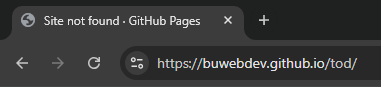 Site not found · GitHub Pages
https://buwebdev.github.io/tod/